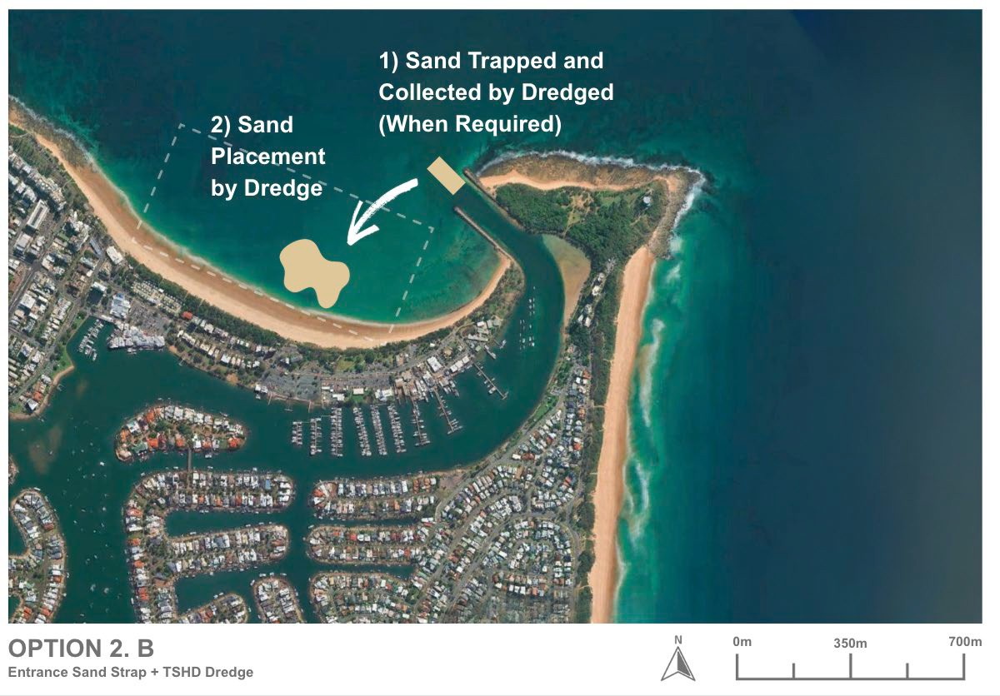 1) Sand Trapped and
Collected by Dredged
(When Required)
2) Sand
Placement
by Dredge
OPTION 2. B
Entrance Sand Strap + TSHD Dredge
N
0m
350m
700m